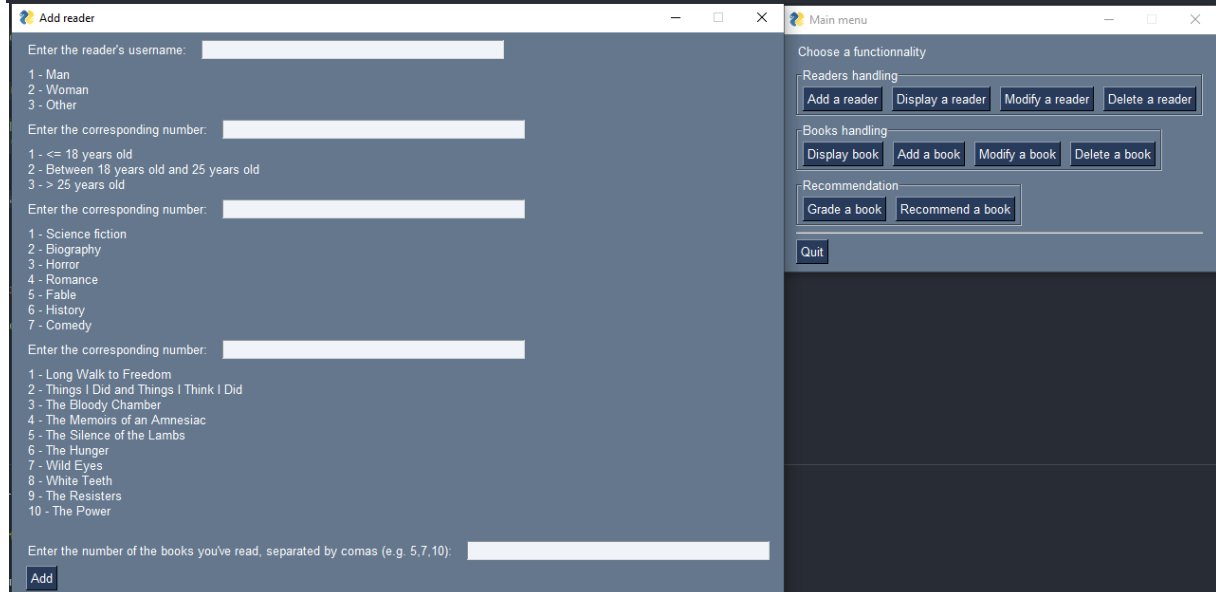 Add reader
Enter the reader's username:
1 - Man
2 - Woman
3 - Other
Enter the corresponding number:
1 - <= 18 years old
2 - Between 18 years old and 25 years old
3 - > 25 years old
Enter the corresponding number:
1 - Science fiction
2 - Biography
3 - Horror
4 - Romance
5 - Fable
6 - History
7 - Comedy
Enter the corresponding number:
1 - Long Walk to Freedom
2 - Things I Did and Things I Think I Did
3 - The Bloody Chamber
4 - The Memoirs of an Amnesiac
5 - The Silence of the Lambs
6 - The Hunger
7 - Wild Eyes
8 - White Teeth
9 - The Resisters
10 - The Power
Enter the number of the books you've read, separated by comas (e.g. 5,7,10):
Add
Main menu
Choose a functionnality
Readers handling
Add a reader Display a reader Modify a reader Delete a reader
Books handling
Display book Add a book Modify a book Delete a book
Recommendation
Grade a book Recommend a book
Quit